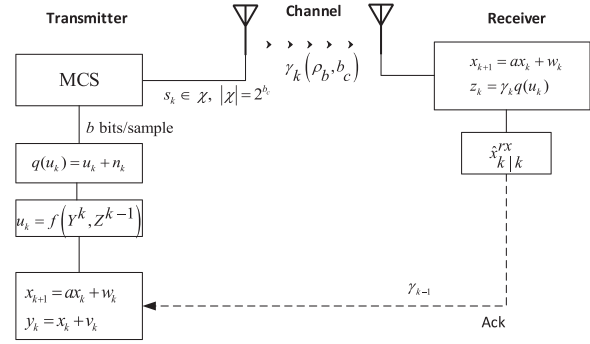 Transmitter
Channel
Receiver
MCS
s_k ∈ χ, |χ| = 2^{b_c}
γ_k(ρ_b, b_c)
x_{k+1} = ax_k + w_k
z_k = γ_k q(u_k)
b bits/sample
q(u_k) = u_k + n_k
x̂^{rx}_{k|k}
u_k = f(Y^k, Z^{k−1})
x_{k+1} = ax_k + w_k
y_k = x_k + v_k
γ_{k−1}
Ack